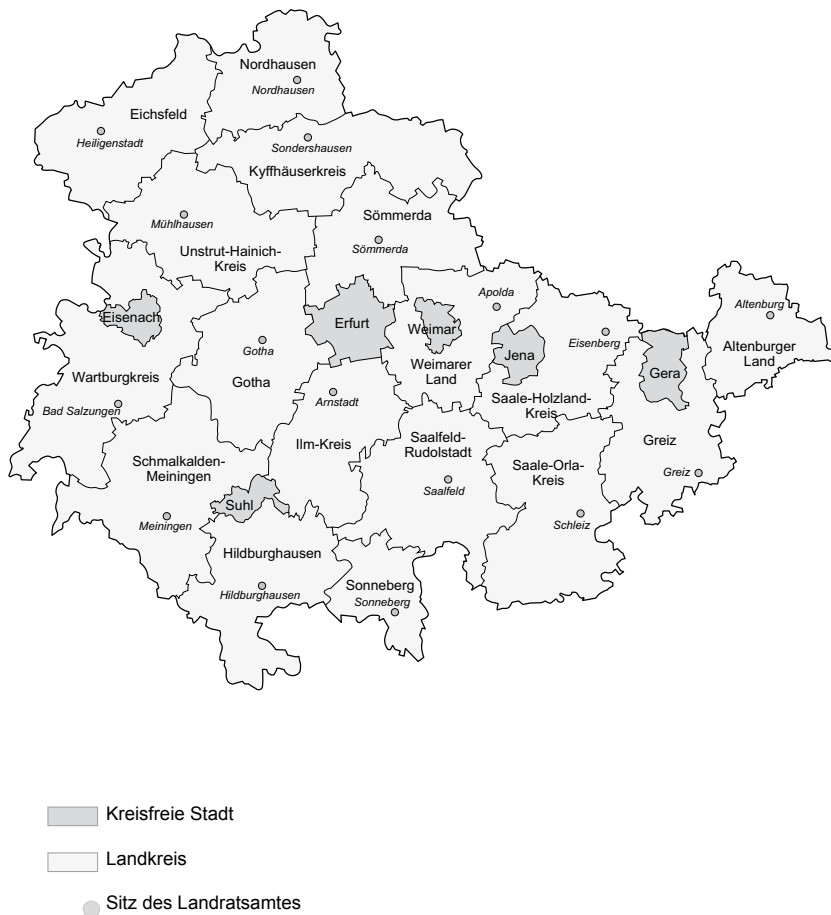 Nordhausen
Nordhausen
Eichsfeld
Heiligenstadt
Sondershausen
Kyffhäuserkreis
Mühlhausen
Unstrut-Hainich-
Kreis
Sömmerda
Sömmerda
Eisenach
Erfurt
Weimar
Apolda
Weimarer
Land
Jena
Eisenberg
Saale-Holzland-
Kreis
Gera
Altenburg
Altenburger
Land
Gotha
Gotha
Wartburgkreis
Bad Salzungen
Arnstadt
Ilm-Kreis
Saalfeld-
Rudolstadt
Saalfeld
Saale-Orla-
Kreis
Schleiz
Greiz
Greiz
Schmalkalden-
Meiningen
Meiningen
Suhl
Hildburghausen
Hildburghausen
Sonneberg
Sonneberg
Kreisfreie Stadt
Landkreis
Sitz des Landratsamtes